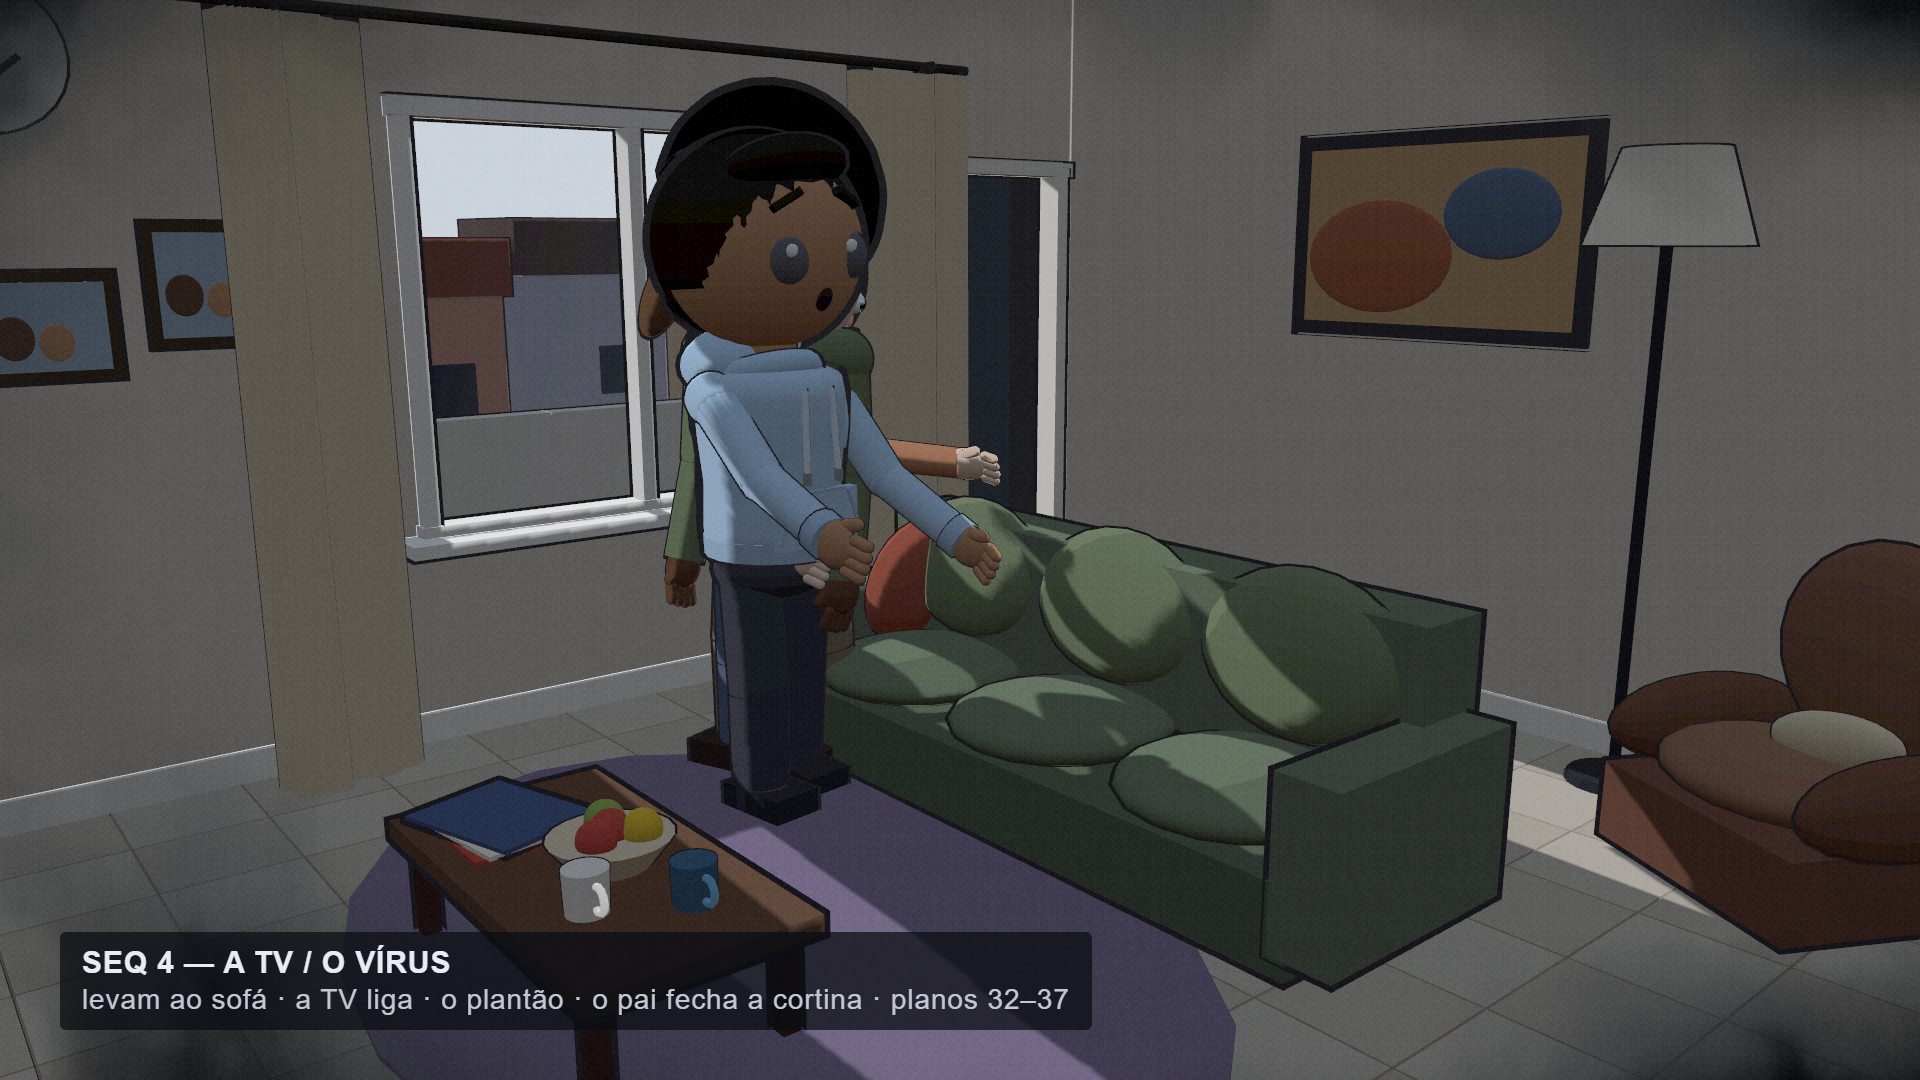 SEQ 4 — A TV / O VÍRUS
levam ao sofá · a TV liga · o plantão · o pai fecha a cortina · planos 32–37